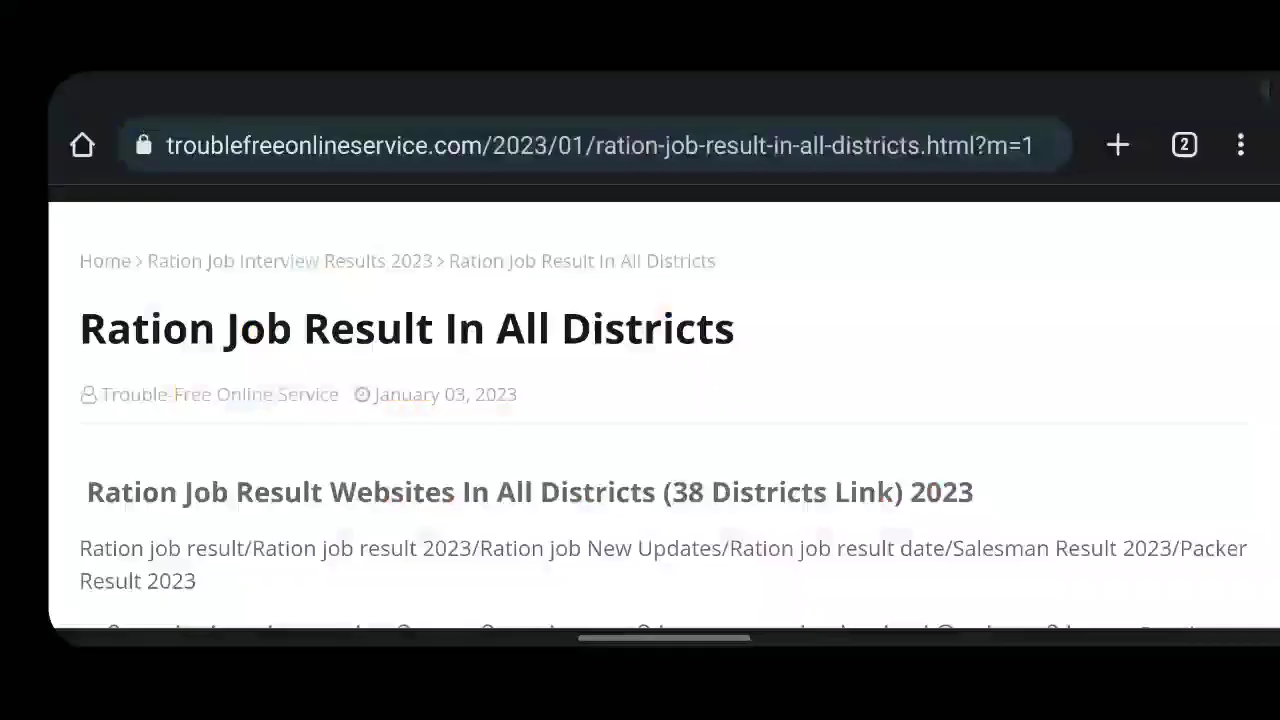 troublefreeonlineservice.com/2023/01/ration-job-result-in-all-districts.html?m=1
2
Home > Ration Job Interview Results 2023 > Ration Job Result In All Districts
Ration Job Result In All Districts
Trouble-Free Online Service January 03, 2023
Ration Job Result Websites In All Districts (38 Districts Link) 2023
Ration job result/Ration job result 2023/Ration job New Updates/Ration job result date/Salesman Result 2023/Packer
Result 2023